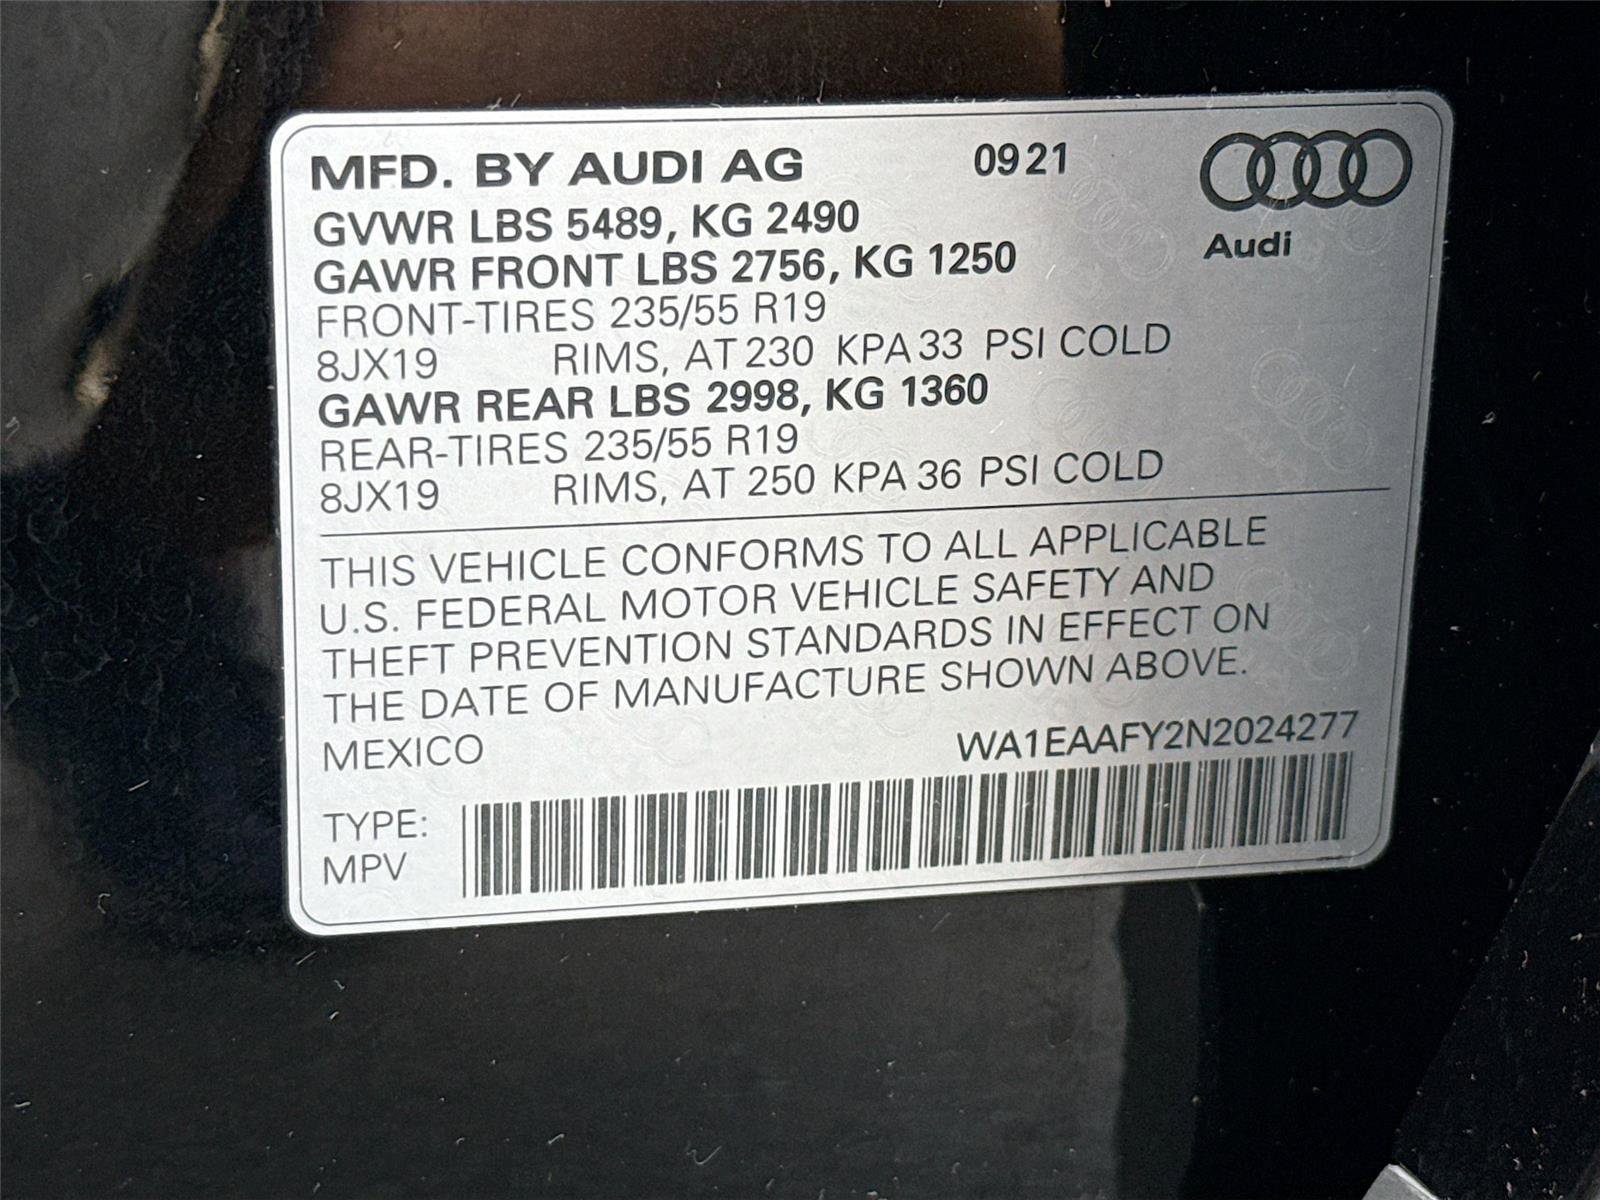 MFD. BY AUDI AG 0921
Audi
GVWR LBS 5489, KG 2490
GAWR FRONT LBS 2756, KG 1250
FRONT-TIRES 235/55 R19
8JX19 RIMS, AT 230 KPA 33 PSI COLD
GAWR REAR LBS 2998, KG 1360
REAR-TIRES 235/55 R19
8JX19 RIMS, AT 250 KPA 36 PSI COLD
THIS VEHICLE CONFORMS TO ALL APPLICABLE
U.S. FEDERAL MOTOR VEHICLE SAFETY AND
THEFT PREVENTION STANDARDS IN EFFECT ON
THE DATE OF MANUFACTURE SHOWN ABOVE.
MEXICO WA1EAAFY2N2024277
TYPE:
MPV